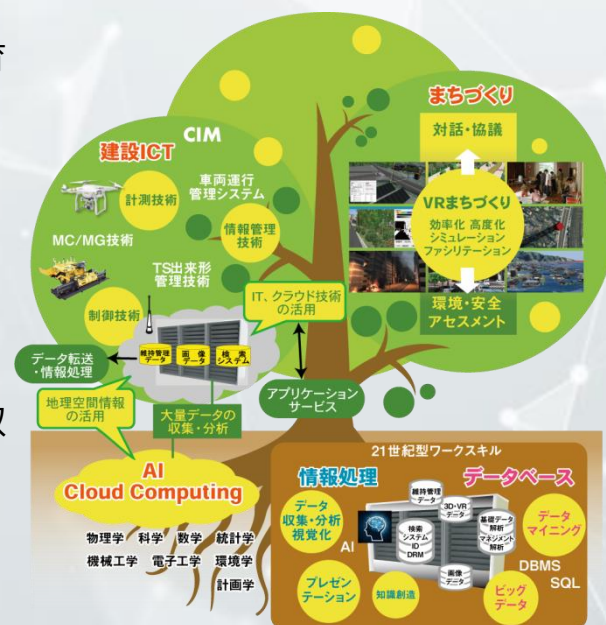 育
CIM
建設ICT
計測技術
車両運行
管理システム
情報管理
技術
MC/MG技術
TS出来形
管理技術
制御技術
IT、クラウド技術
の活用
維持管理
データ
画像
データ
検索
システム
データ転送
・情報処理
地理空間情報
の活用
大量データの
収集・分析
アプリケーション
サービス
まちづくり
対話・協議
VRまちづくり
効率化 高度化
シミュレーション
ファシリテーション
環境・安全
アセスメント
AI
Cloud Computing
物理学 科学 数学 統計学
機械工学 電子工学 環境学
計画学
21世紀型ワークスキル
情報処理
データベース
データ
収集・分析
視覚化
AI
プレゼン
テーション
知識創造
維持管理
データ
3D・VR
データ
検索
システム
ID
DRM
基礎データ
解析
マネジメント
解析
画像
データ
データ
マイニング
DBMS
SQL
ビッグ
データ